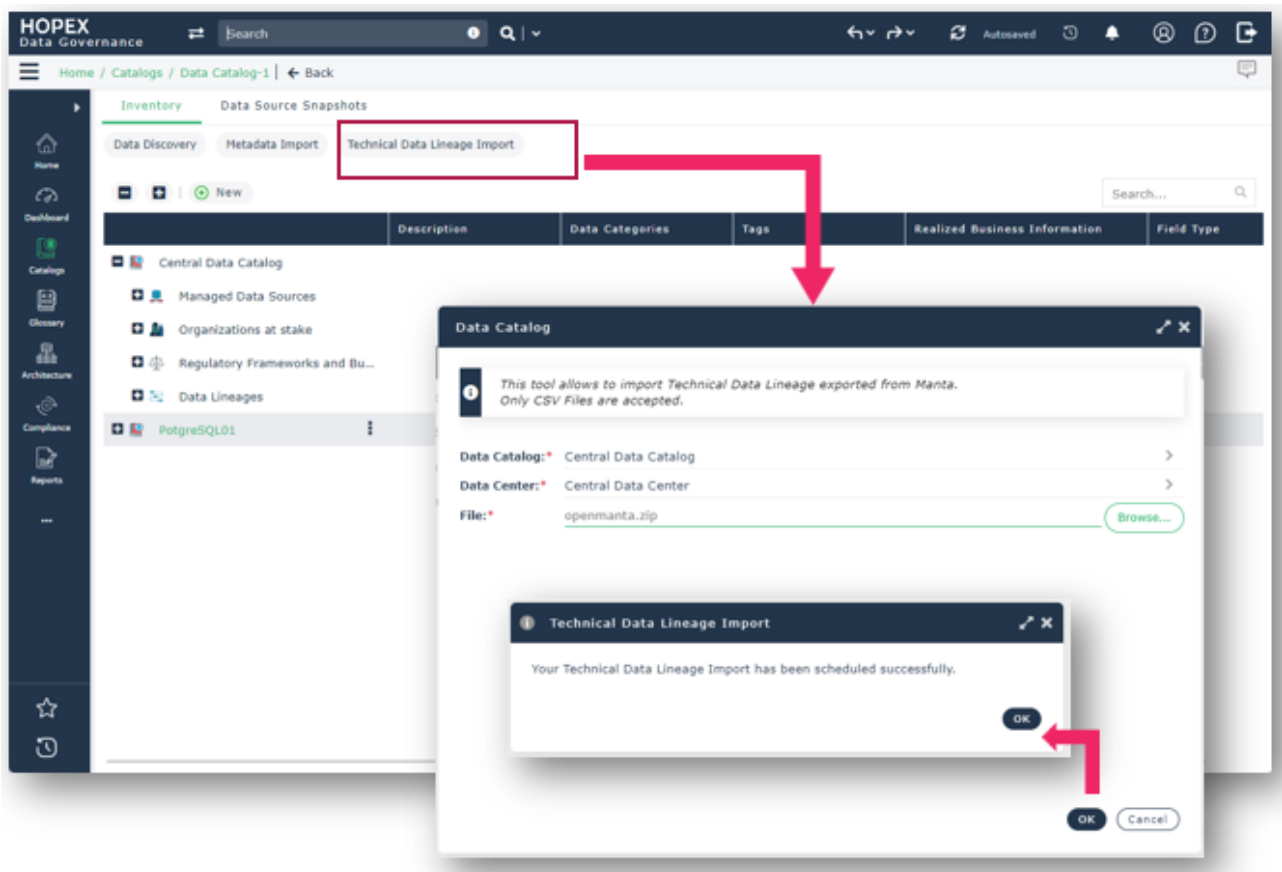 HOPEX
Data Governance
Search
Autosaved
Home / Catalogs / Data Catalog-1 | Back
Inventory Data Source Snapshots
Data Discovery Metadata Import Technical Data Lineage Import
New
Search...
Description Data Categories Tags Realized Business Information Field Type
Central Data Catalog
Managed Data Sources
Organizations at stake
Regulatory Frameworks and Bu...
Data Lineages
PotgreSQL01
Home
Dashboard
Catalogs
Glossary
Architecture
Compliance
Reports
...
Data Catalog
This tool allows to import Technical Data Lineage exported from Manta.
Only CSV Files are accepted.
Data Catalog:* Central Data Catalog
Data Center:* Central Data Center
File:* openmanta.zip Browse...
Technical Data Lineage Import
Your Technical Data Lineage Import has been scheduled successfully.
OK
OK Cancel